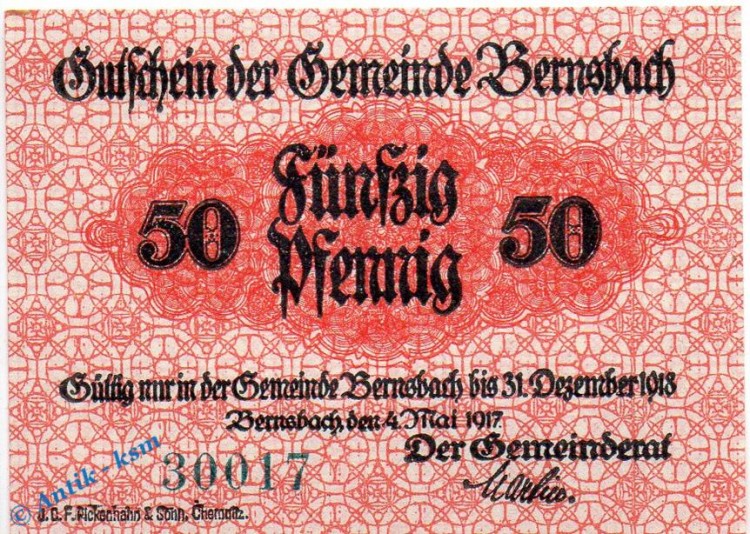 Gutschein der Gemeinde Bernsbach
Fünfzig
50 50
Pfennig
Gültig nur in der Gemeinde Bernsbach bis 31. Dezember 1918
Bernsbach, den 4. Mai 1917.
Der Gemeinderat
30017
© Antik - ksm
J. G. F. Pickenhahn & Sohn, Chemnitz.